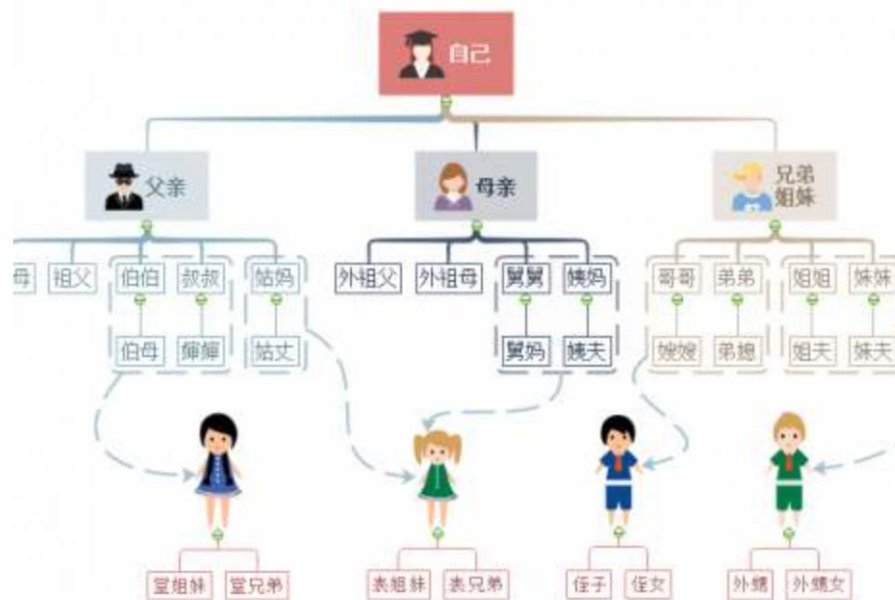 自己
父亲
母亲
兄弟
姐妹
母
祖父
伯伯
叔叔
姑妈
外祖父
外祖母
舅舅
姨妈
哥哥
弟弟
姐姐
妹妹
伯母
婶婶
姑丈
舅妈
姨夫
嫂嫂
弟媳
姐夫
妹夫
堂姐妹
堂兄弟
表姐妹
表兄弟
侄子
侄女
外甥
外甥女